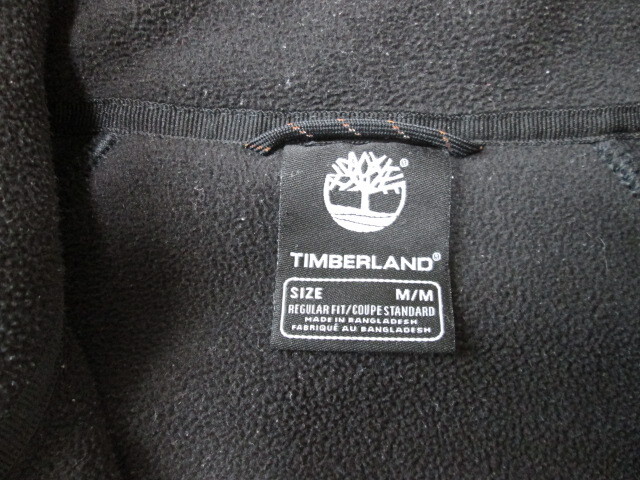 ®
TIMBERLAND®
SIZE M/M
REGULAR FIT/COUPE STANDARD
MADE IN BANGLADESH
FABRIQUÉ AU BANGLADESH